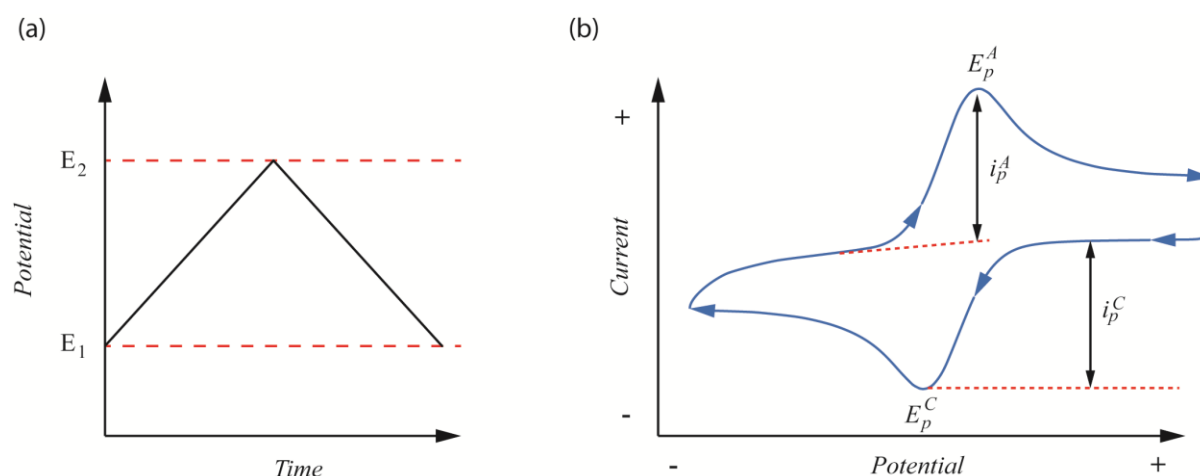 (a)
Potential
E2
E1
Time
(b)
Current
+
-
E_p^A
i_p^A
i_p^C
E_p^C
-
Potential
+